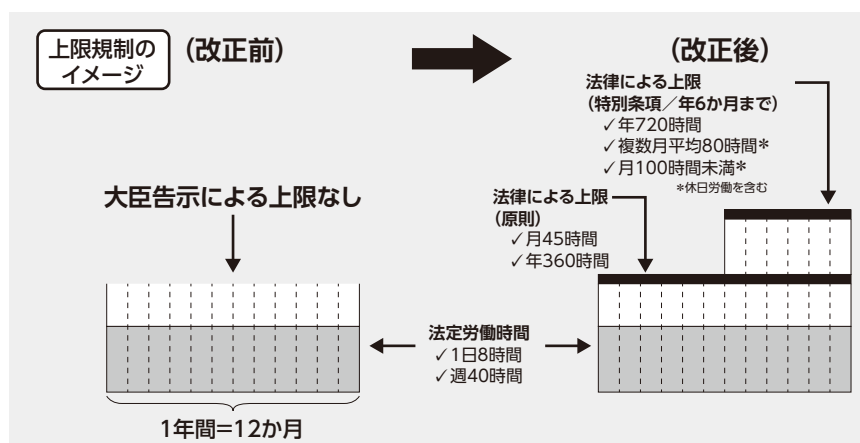 上限規制の
イメージ
(改正前)
(改正後)
法律による上限
(特別条項／年6か月まで)
✓年720時間
✓複数月平均80時間*
✓月100時間未満*
*休日労働を含む
大臣告示による上限なし
法律による上限
(原則)
✓月45時間
✓年360時間
法定労働時間
✓1日8時間
✓週40時間
1年間=12か月